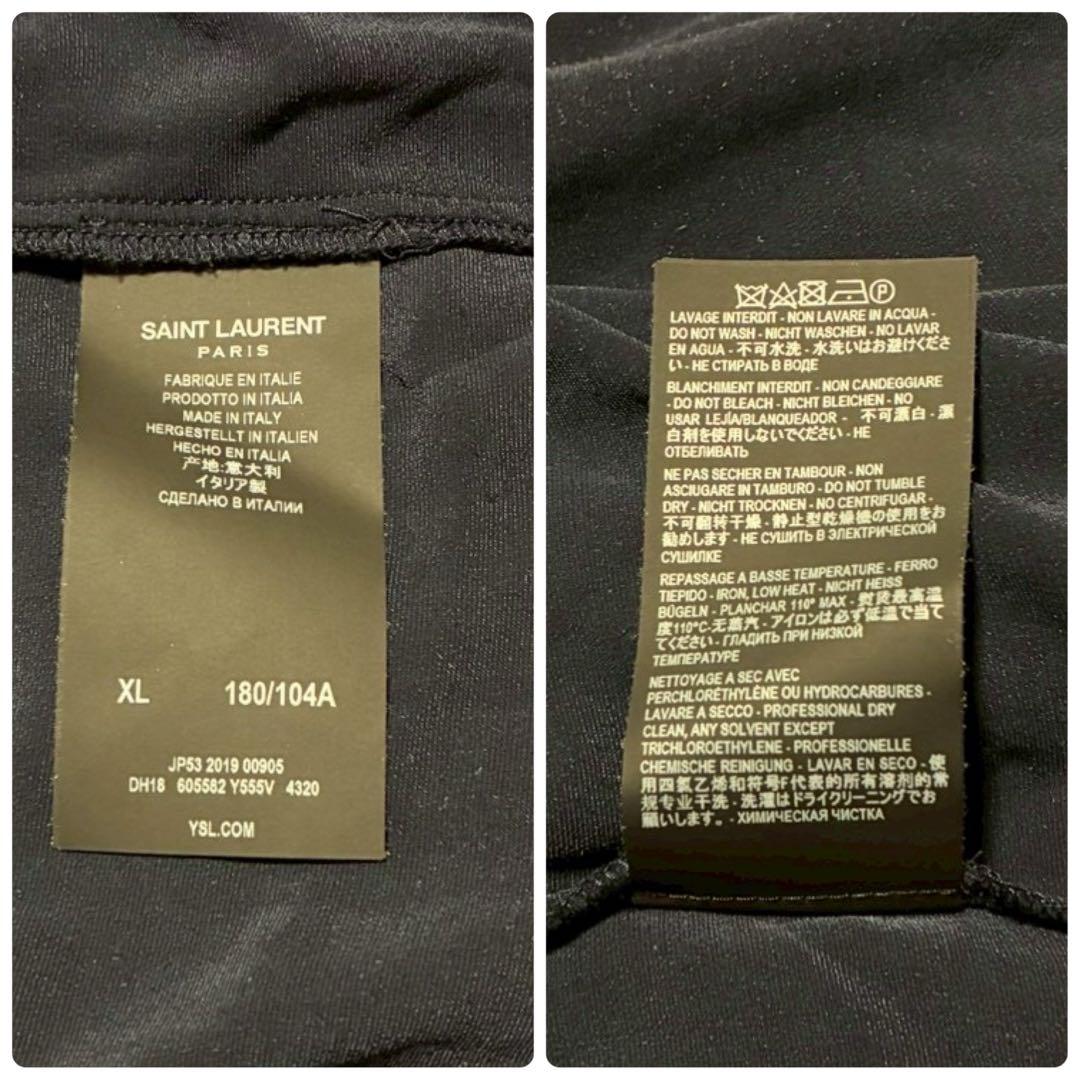 SAINT LAURENT
PARIS
FABRIQUE EN ITALIE
PRODOTTO IN ITALIA
MADE IN ITALY
HERGESTELLT IN ITALIEN
HECHO EN ITALIA
产地:意大利
イタリア製
СДЕЛАНО В ИТАЛИИ
XL 180/104A
JP53 2019 00905
DH18 605582 Y555V 4320
YSL.COM
P
LAVAGE INTERDIT - NON LAVARE IN ACQUA -
DO NOT WASH - NICHT WASCHEN - NO LAVAR
EN AGUA - 不可水洗 - 水洗いはお避けくださ
い - НЕ СТИРАТЬ В ВОДЕ
BLANCHIMENT INTERDIT - NON CANDEGGIARE
- DO NOT BLEACH - NICHT BLEICHEN - NO
USAR LEJÍA/BLANQUEADOR - 不可漂白 - 漂
白剤を使用しないでください - НЕ
ОТБЕЛИВАТЬ
NE PAS SECHER EN TAMBOUR - NON
ASCIUGARE IN TAMBURO - DO NOT TUMBLE
DRY - NICHT TROCKNEN - NO CENTRIFUGAR -
不可翻转干燥 - 静止型乾燥機の使用をお
勧めします - НЕ СУШИТЬ В ЭЛЕКТРИЧЕСКОЙ
СУШИЛКЕ
REPASSAGE A BASSE TEMPERATURE - FERRO
TIEPIDO - IRON, LOW HEAT - NICHT HEISS
BÜGELN - PLANCHAR 110° MAX - 熨烫最高温
度110°C-无蒸汽 - アイロンは必ず低温で当て
てください - ГЛАДИТЬ ПРИ НИЗКОЙ
ТЕМПЕРАТУРЕ
NETTOYAGE A SEC AVEC
PERCHLORÉTHYLÈNE OU HYDROCARBURES -
LAVARE A SECCO - PROFESSIONAL DRY
CLEAN, ANY SOLVENT EXCEPT
TRICHLOROETHYLENE - PROFESSIONELLE
CHEMISCHE REINIGUNG - LAVAR EN SECO - 使
用四氯乙烯和符号F代表的所有溶剂的常
规专业干洗 - 洗濯はドライクリーニングでお
願いします。 - ХИМИЧЕСКАЯ ЧИСТКА